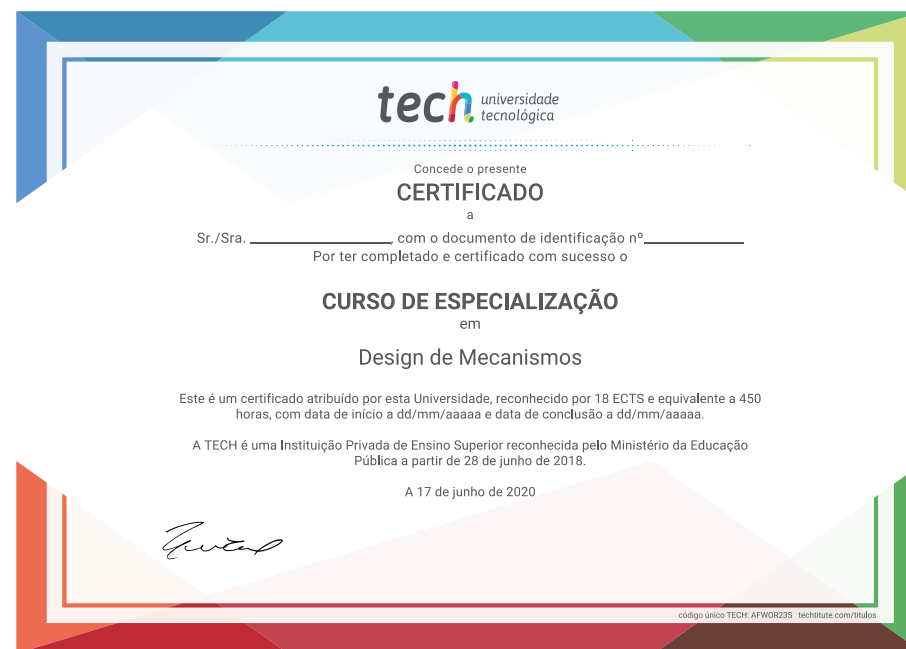 tech universidade
tecnológica
Concede o presente
CERTIFICADO
a
Sr./Sra. ____________, com o documento de identificação nº____________
Por ter completado e certificado com sucesso o
CURSO DE ESPECIALIZAÇÃO
em
Design de Mecanismos
Este é um certificado atribuído por esta Universidade, reconhecido por 18 ECTS e equivalente a 450
horas, com data de início a dd/mm/aaaaa e data de conclusão a dd/mm/aaaaa.
A TECH é uma Instituição Privada de Ensino Superior reconhecida pelo Ministério da Educação
Pública a partir de 28 de junho de 2018.
A 17 de junho de 2020
código único TECH: AFWOR23S techtitute.com/titulos